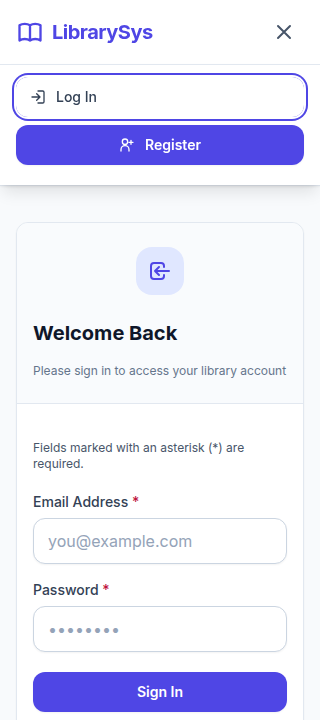 LibrarySys
Log In
Register
Welcome Back
Please sign in to access your library account
Fields marked with an asterisk (*) are
required.
Email Address *
you@example.com
Password *
••••••••
Sign In